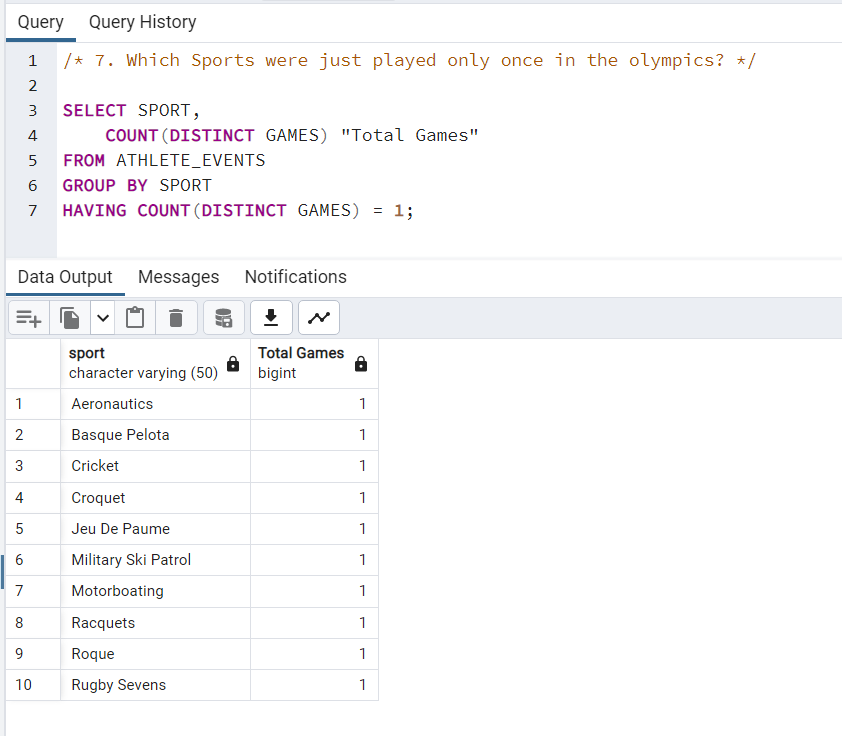 Query Query History
1 /* 7. Which Sports were just played only once in the olympics? */
2
3 SELECT SPORT,
4 COUNT(DISTINCT GAMES) "Total Games"
5 FROM ATHLETE_EVENTS
6 GROUP BY SPORT
7 HAVING COUNT(DISTINCT GAMES) = 1;
Data Output Messages Notifications
sport Total Games
character varying (50) bigint
1 Aeronautics 1
2 Basque Pelota 1
3 Cricket 1
4 Croquet 1
5 Jeu De Paume 1
6 Military Ski Patrol 1
7 Motorboating 1
8 Racquets 1
9 Roque 1
10 Rugby Sevens 1